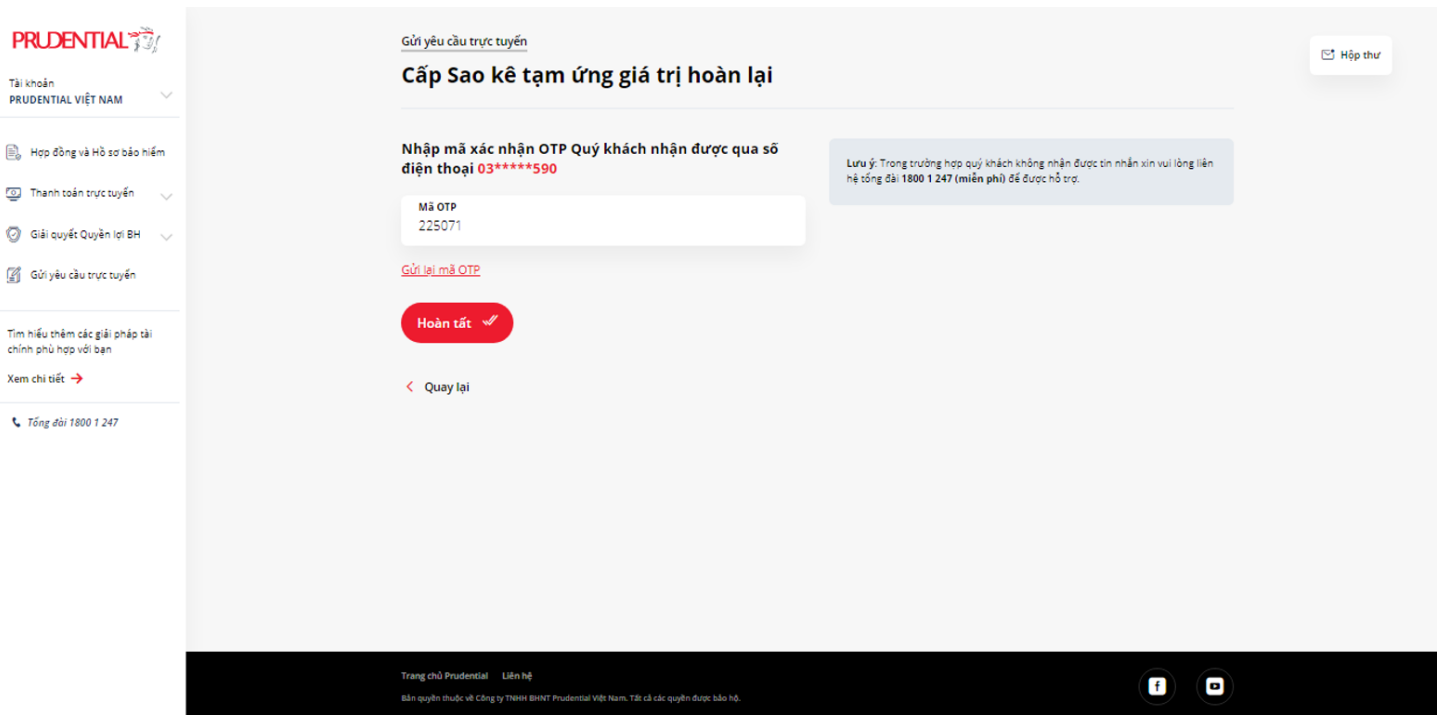 PRUDENTIAL
Tài khoản
PRUDENTIAL VIỆT NAM
Hợp đồng và Hồ sơ bảo hiểm
Thanh toán trực tuyến
Giải quyết Quyền lợi BH
Gửi yêu cầu trực tuyến
Tìm hiểu thêm các giải pháp tài
chính phù hợp với bạn
Xem chi tiết
Tổng đài 1800 1 247
Gửi yêu cầu trực tuyến
Cấp Sao kê tạm ứng giá trị hoàn lại
Hộp thư
Nhập mã xác nhận OTP Quý khách nhận được qua số
điện thoại 03*****590
Mã OTP
225071
Gửi lại mã OTP
Hoàn tất
Quay lại
Lưu ý: Trong trường hợp quý khách không nhận được tin nhắn xin vui lòng liên
hệ tổng đài 1800 1 247 (miễn phí) để được hỗ trợ.
Trang chủ Prudential Liên hệ
Bản quyền thuộc về Công ty TNHH BHNT Prudential Việt Nam. Tất cả các quyền được bảo hộ.